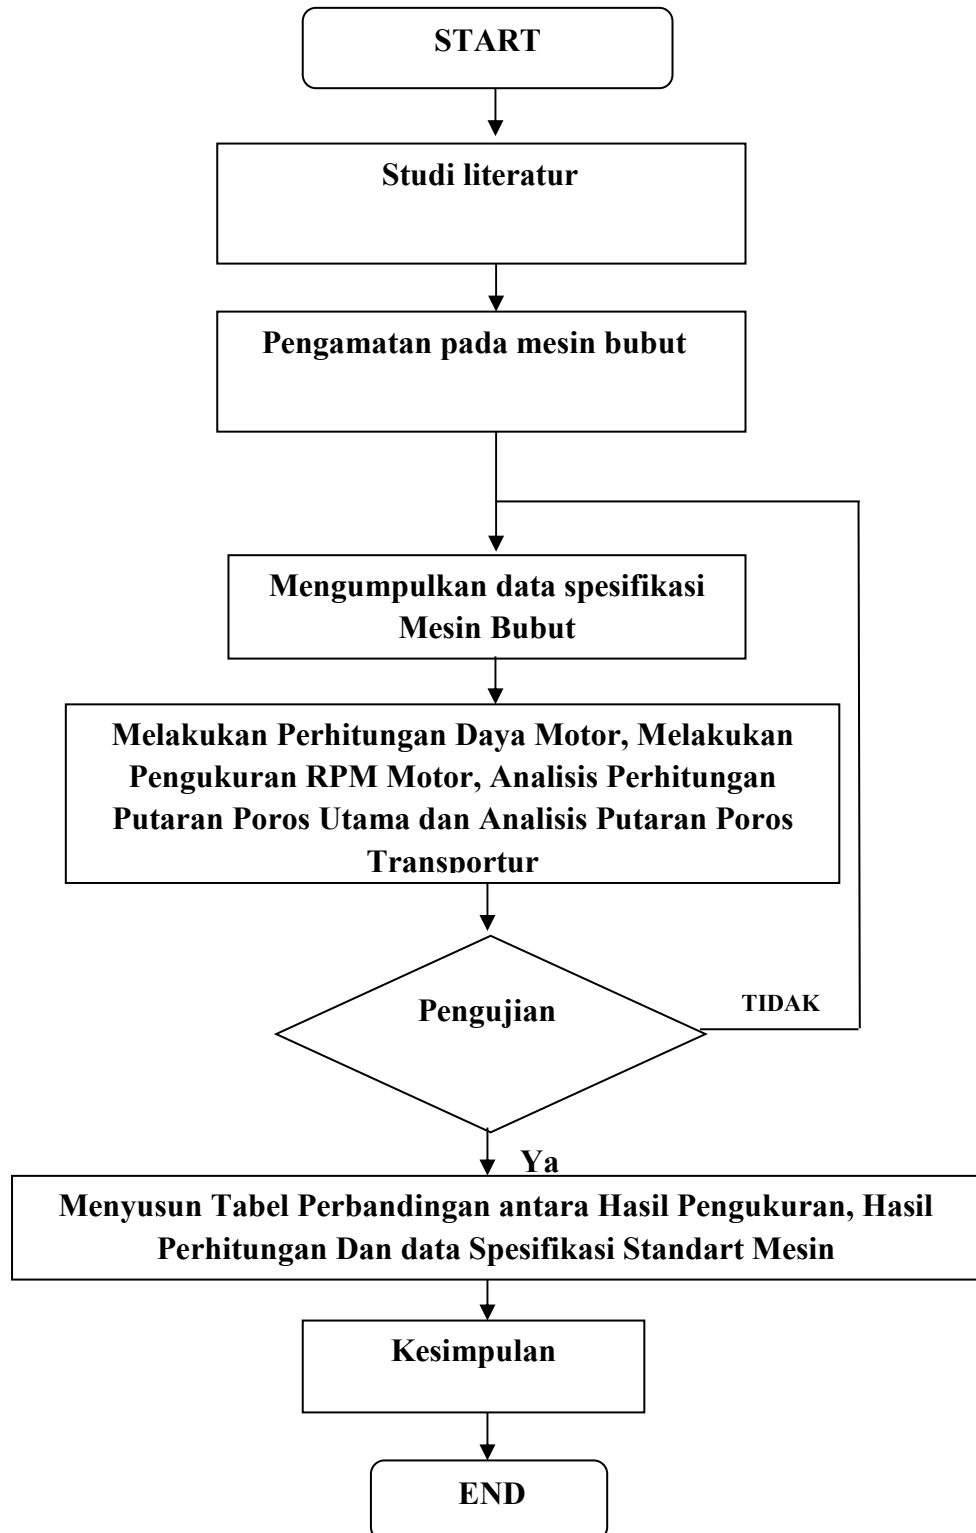 START
Studi literatur
Pengamatan pada mesin bubut
Mengumpulkan data spesifikasi
Mesin Bubut
Melakukan Perhitungan Daya Motor, Melakukan
Pengukuran RPM Motor, Analisis Perhitungan
Putaran Poros Utama dan Analisis Putaran Poros
Transportur
Pengujian
TIDAK
Ya
Menyusun Tabel Perbandingan antara Hasil Pengukuran, Hasil
Perhitungan Dan data Spesifikasi Standart Mesin
Kesimpulan
END